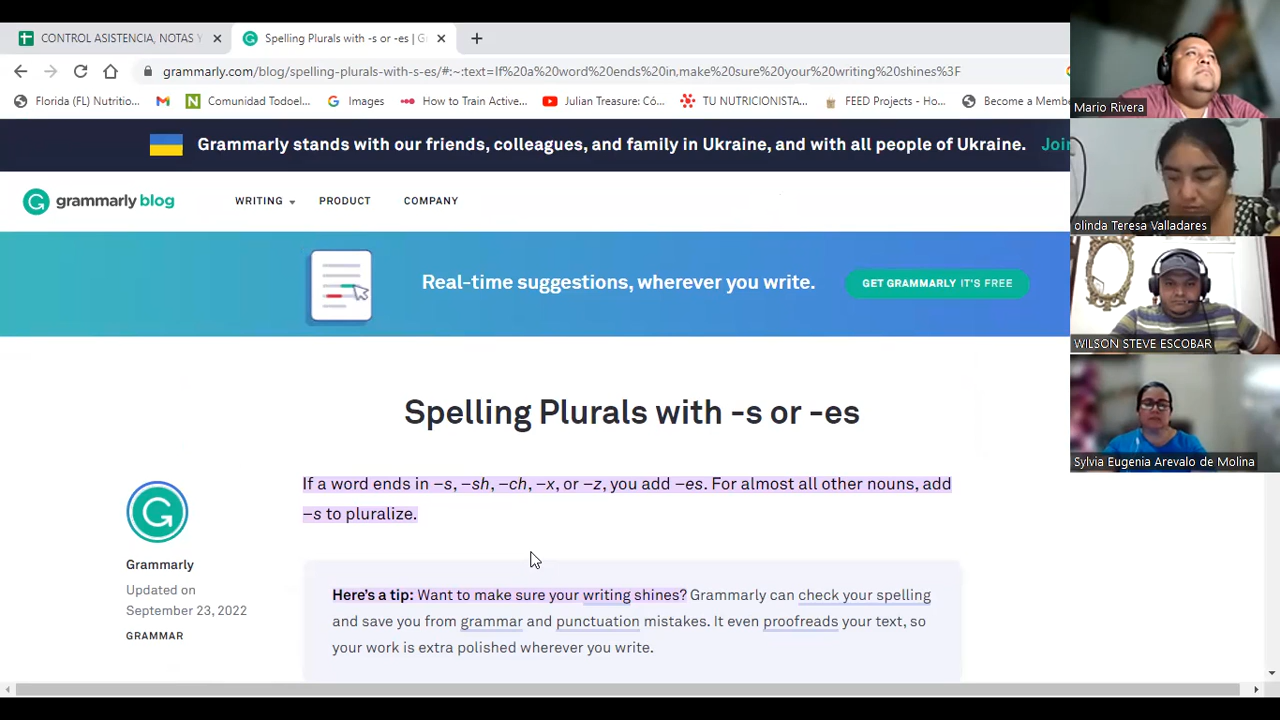 CONTROL ASISTENCIA, NOTAS Y
Spelling Plurals with -s or -es | G
grammarly.com/blog/spelling-plurals-with-s-es/#:~:text=If%20a%20word%20ends%20in,make%20sure%20your%20writing%20shines%3F
Florida (FL) Nutritio...
Comunidad Todoel...
Images
How to Train Active...
Julian Treasure: Có...
TU NUTRICIONISTA...
FEED Projects - Ho...
Become a Membe
Grammarly stands with our friends, colleagues, and family in Ukraine, and with all people of Ukraine. Join
grammarly blog
WRITING
PRODUCT
COMPANY
Real-time suggestions, wherever you write.
GET GRAMMARLY IT'S FREE
Spelling Plurals with -s or -es
If a word ends in –s, –sh, –ch, –x, or –z, you add –es. For almost all other nouns, add
–s to pluralize.
Grammarly
Updated on
September 23, 2022
GRAMMAR
Here's a tip: Want to make sure your writing shines? Grammarly can check your spelling
and save you from grammar and punctuation mistakes. It even proofreads your text, so
your work is extra polished wherever you write.
Mario Rivera
olinda Teresa Valladares
WILSON STEVE ESCOBAR
Sylvia Eugenia Arevalo de Molina